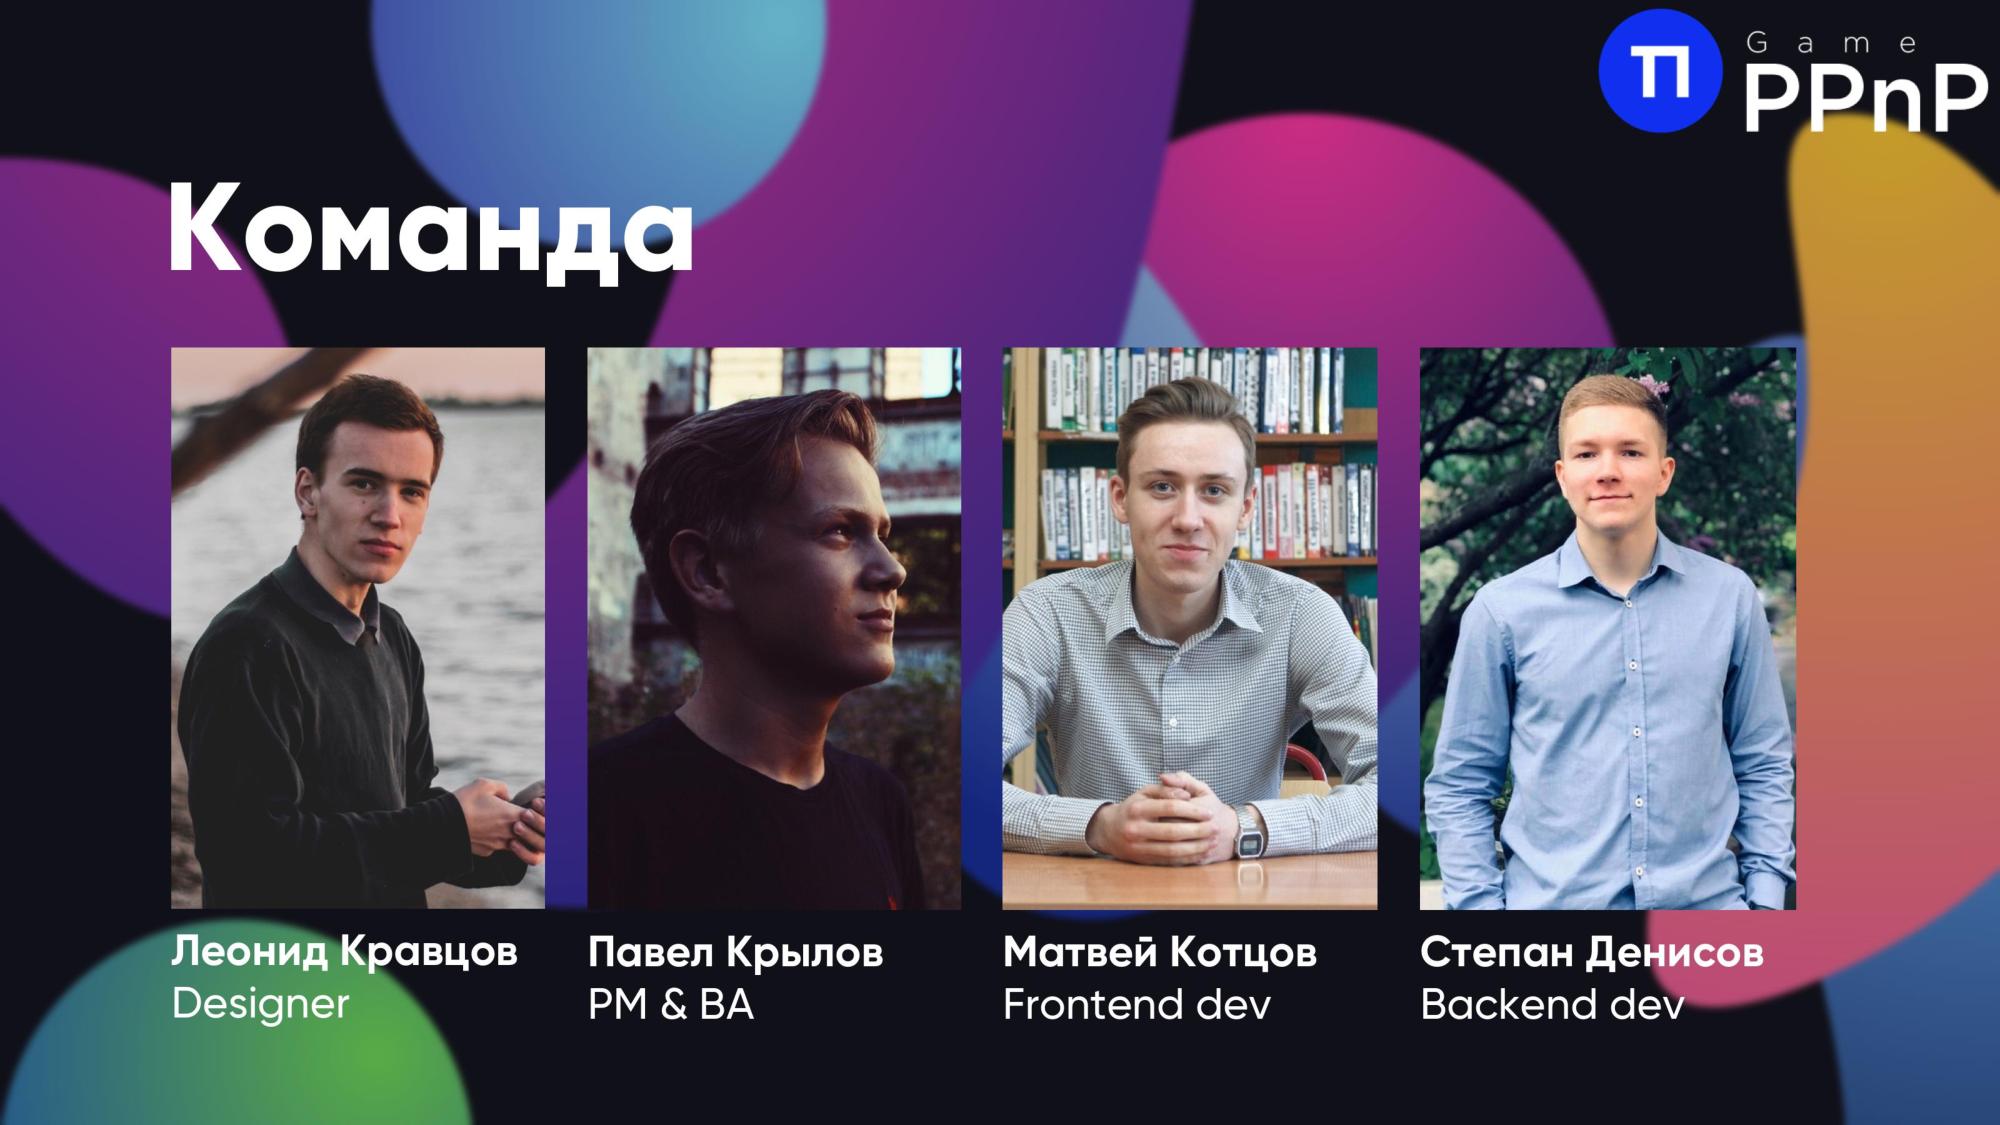 П
Game
PPnP
Команда
Леонид Кравцов
Designer
Павел Крылов
PM & BA
Матвей Котцов
Frontend dev
Степан Денисов
Backend dev